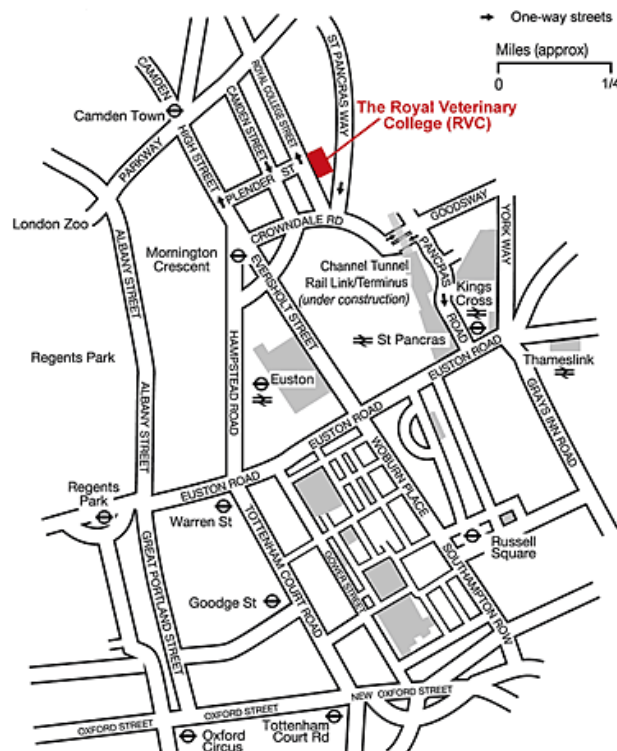 One-way streets
Miles (approx)
0
1/4
CAMDEN
Camden Town
PARKWAY
HIGH STREET
CAMDEN STREET
ROYAL COLLEGE STREET
ST PANCRAS WAY
The Royal Veterinary
College (RVC)
PLENDER ST
CROWNDALE RD
GOODSWAY
YORK WAY
London Zoo
ALBANY STREET
Mornington
Crescent
EVERSHOLT STREET
Channel Tunnel
Rail Link/Terminus
(under construction)
PANCRAS
ROAD
Kings
Cross
HAMPSTEAD ROAD
St Pancras
Regents Park
Euston
EUSTON ROAD
Thameslink
GRAYS INN ROAD
ALBANY STREET
EUSTON ROAD
WOBURN PLACE
Regents
Park
EUSTON ROAD
Warren St
TOTTENHAM COURT ROAD
GOWER STREET
Russell
Square
SOUTHAMPTON ROW
GREAT PORTLAND STREET
Goodge St
NEW OXFORD STREET
OXFORD STREET
OXFORD STREET
Oxford
Circus
Tottenham
Court Rd